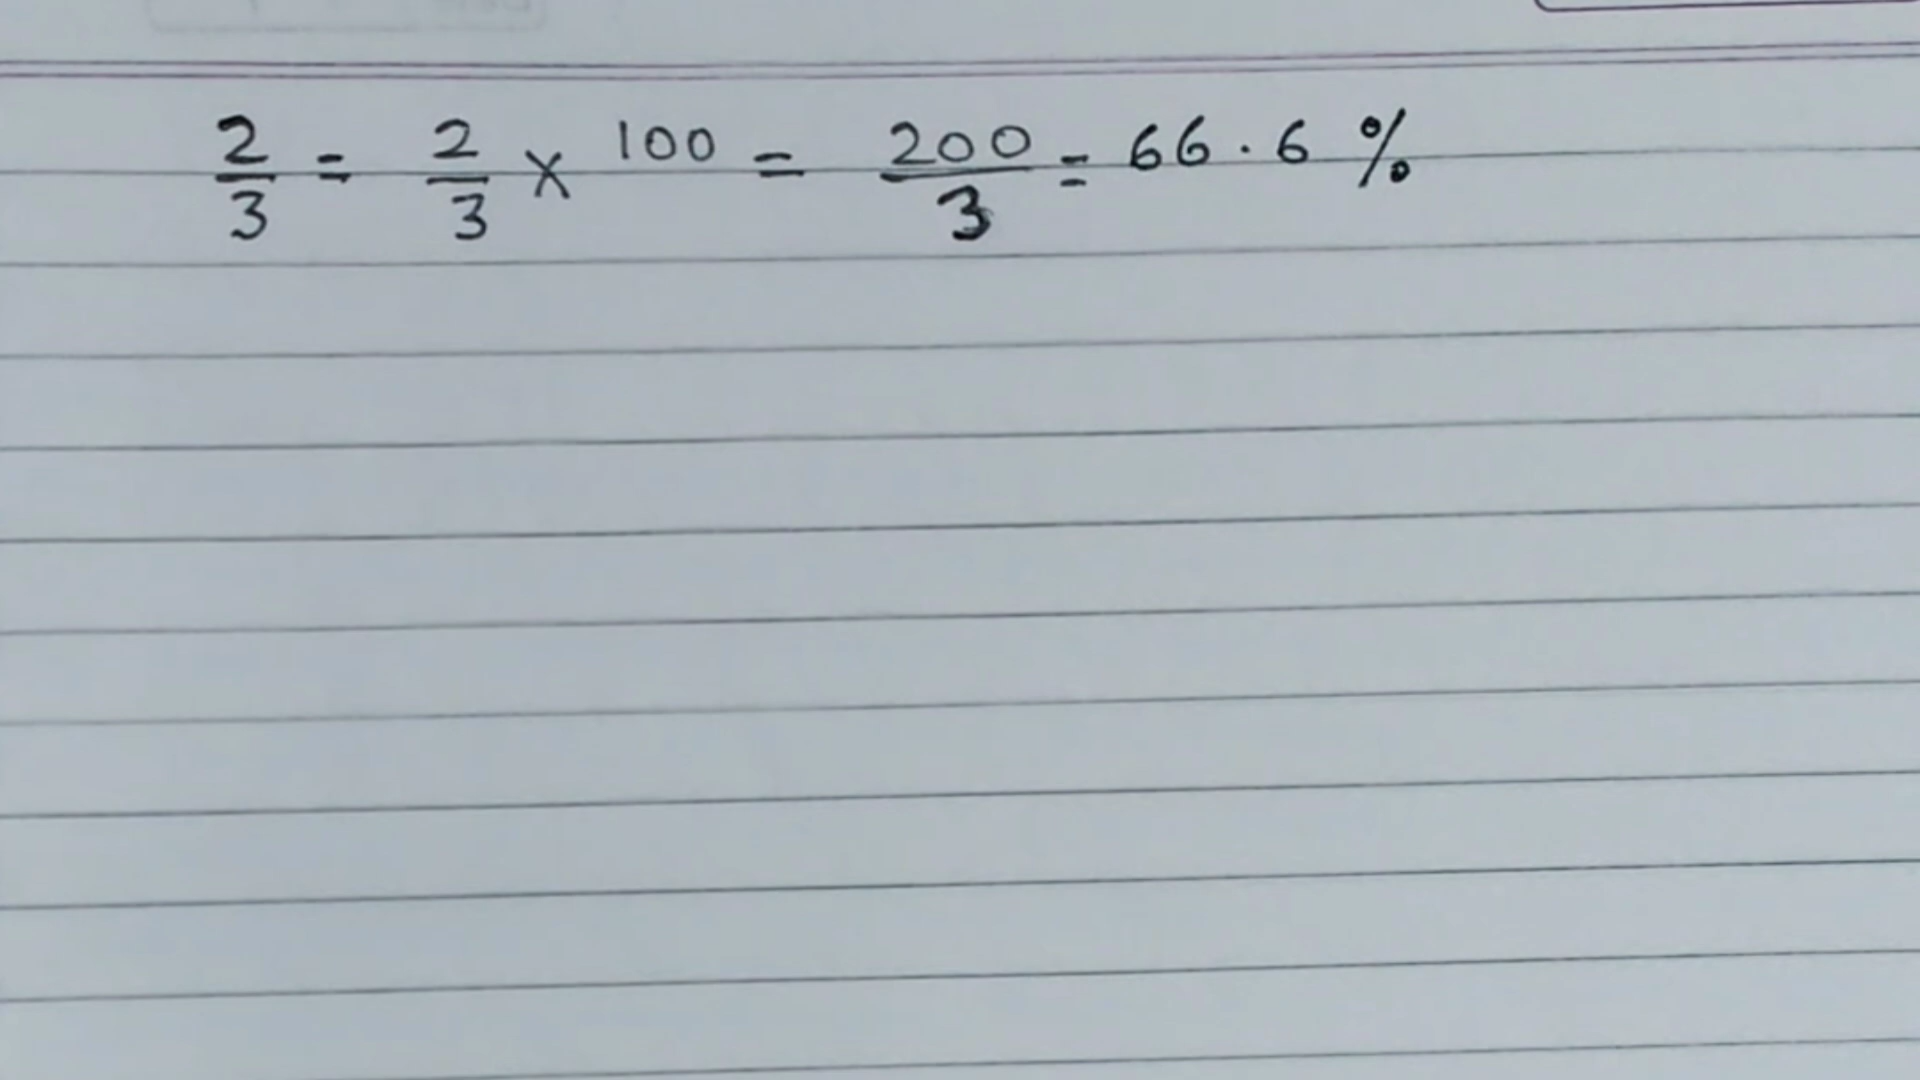 2/3 = 2/3 × 100 = 200/3 = 66.6 %